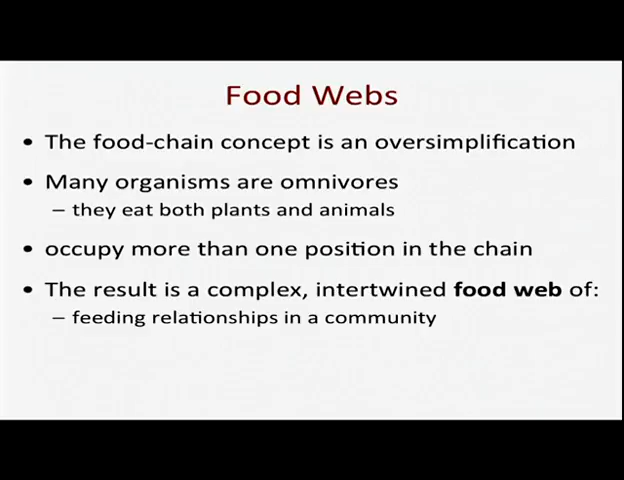 Food Webs
• The food-chain concept is an oversimplification
• Many organisms are omnivores
– they eat both plants and animals
• occupy more than one position in the chain
• The result is a complex, intertwined food web of:
– feeding relationships in a community